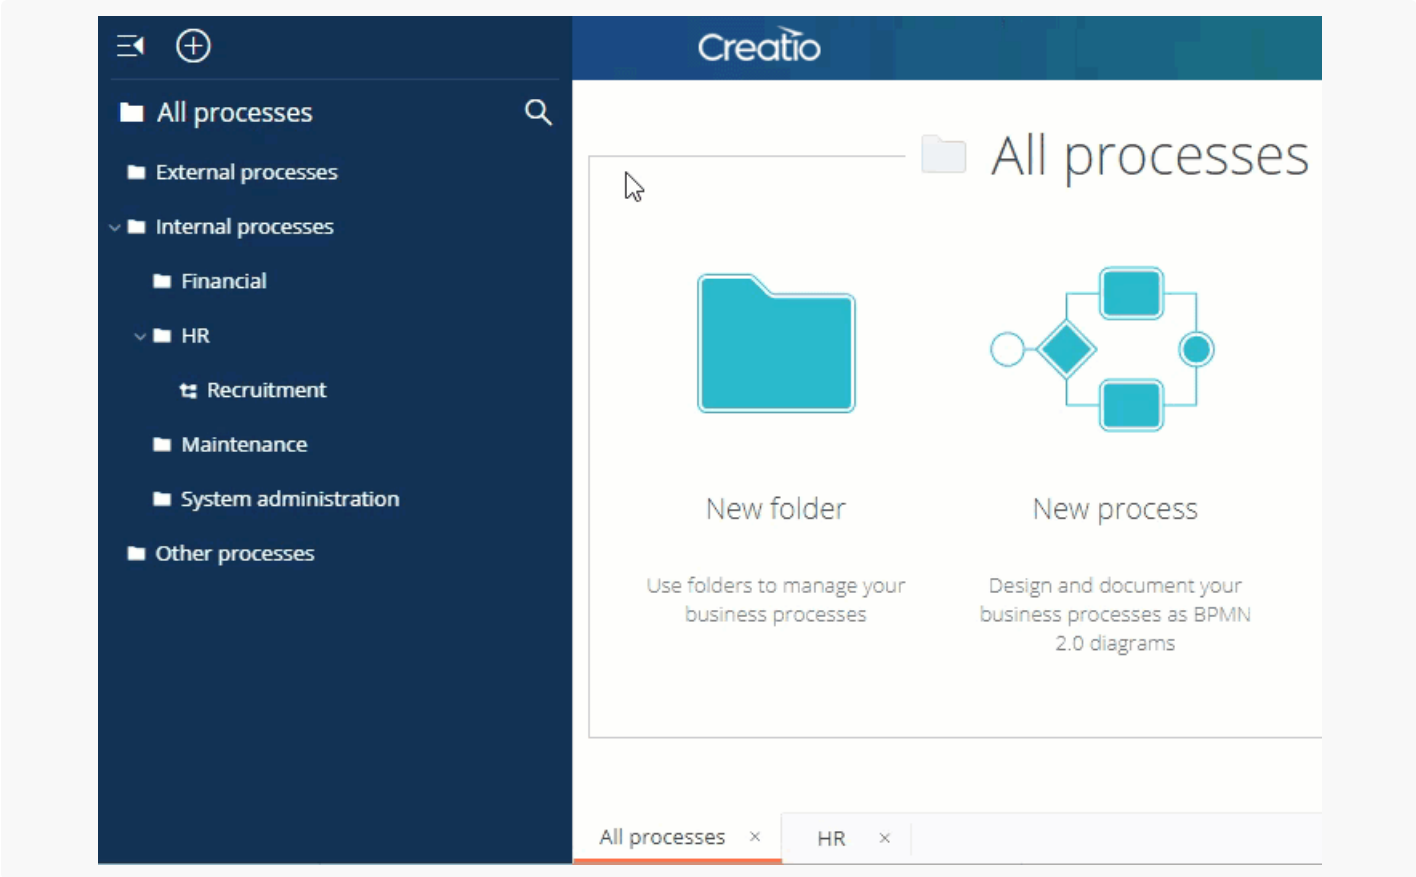 Creatio
All processes
External processes
Internal processes
Financial
HR
Recruitment
Maintenance
System administration
Other processes
All processes
New folder
Use folders to manage your
business processes
New process
Design and document your
business processes as BPMN
2.0 diagrams
All processes ×
HR ×